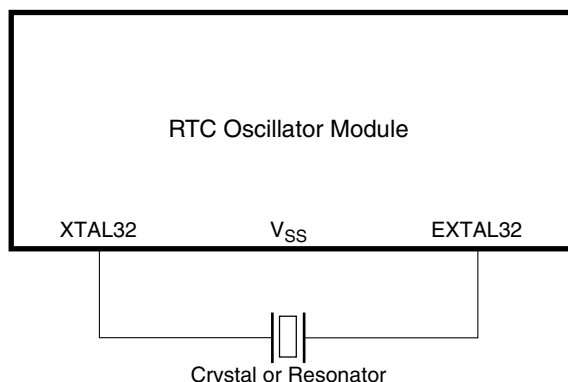 RTC Oscillator Module
XTAL32 VSS EXTAL32
Crystal or Resonator